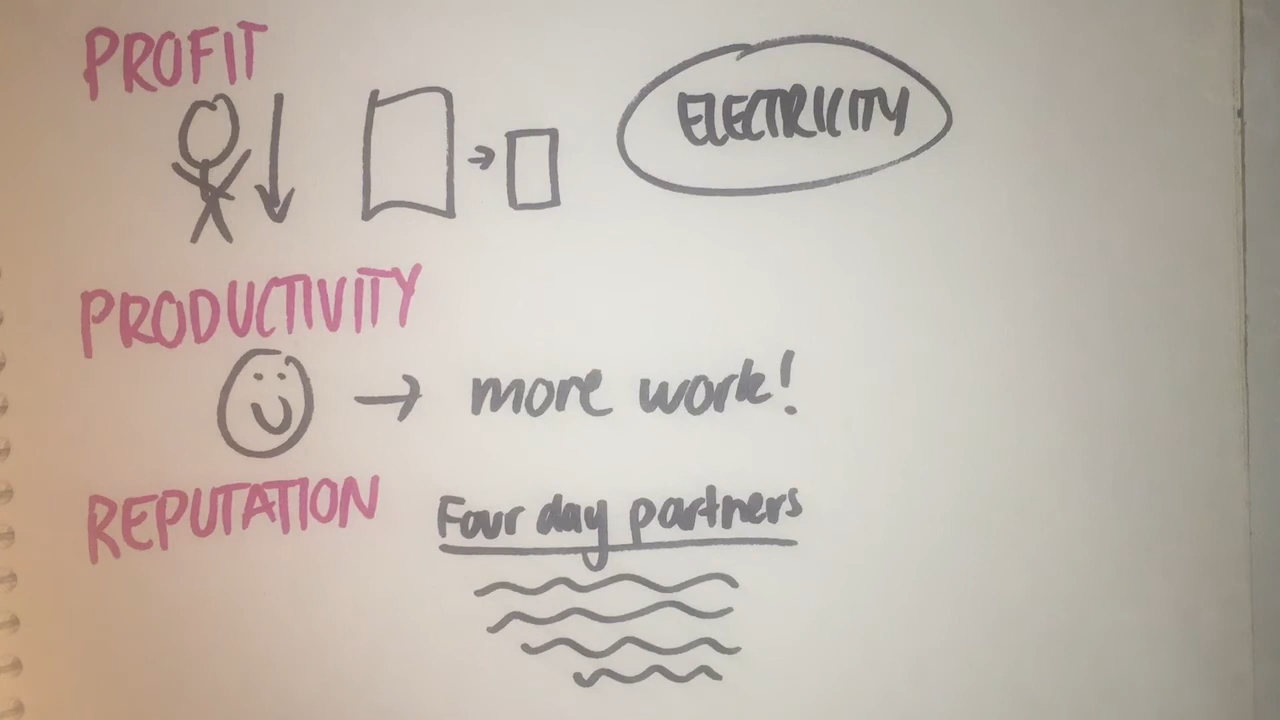 PROFIT
ELECTRICITY
PRODUCTIVITY
more work!
REPUTATION
Four day partners